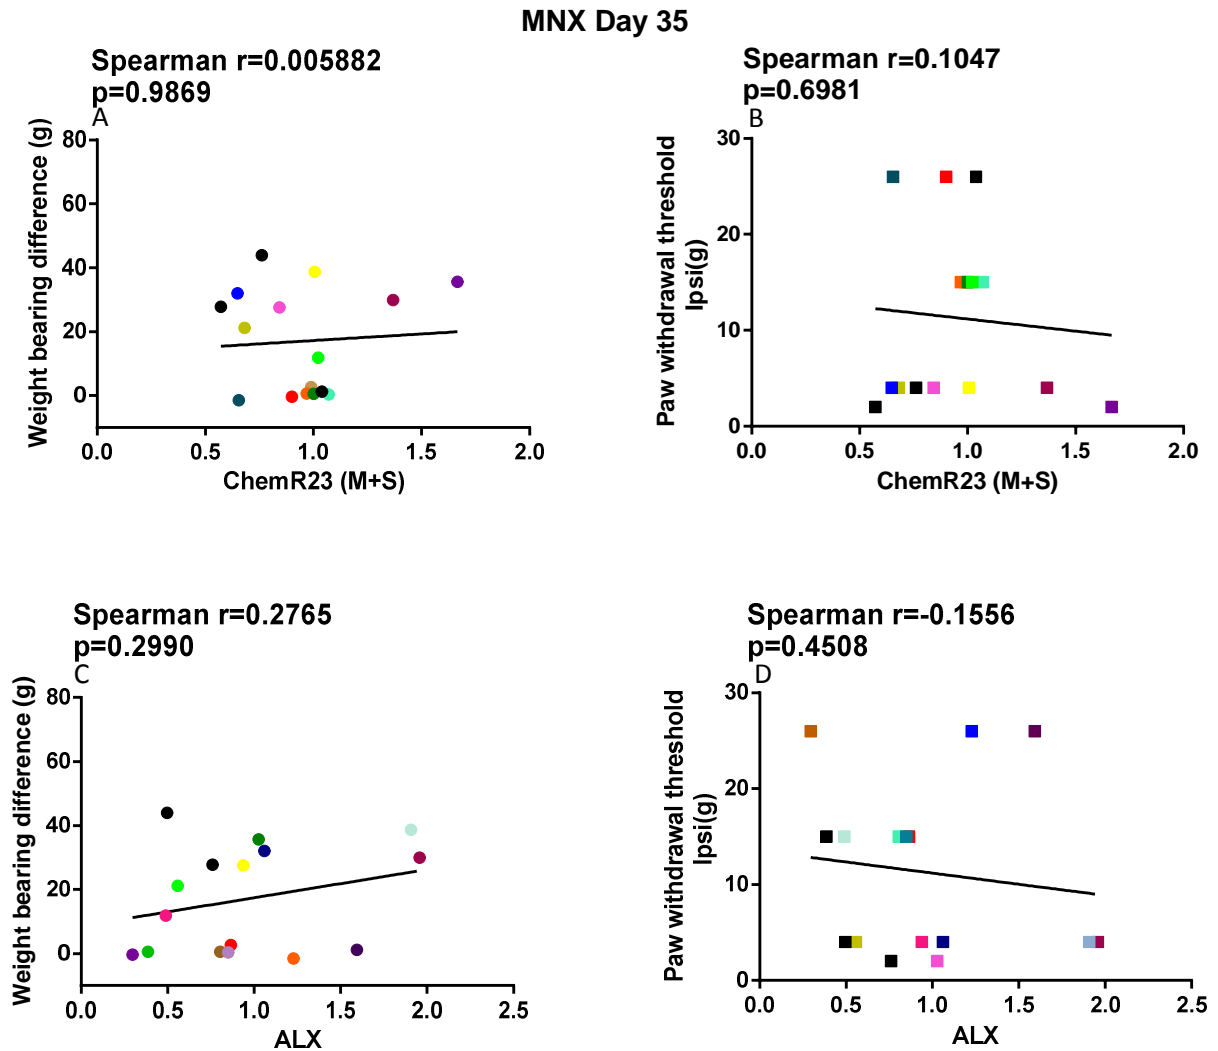 MNX Day 35
Spearman r=0.005882
p=0.9869
A
Weight bearing difference (g)
80
60
40
20
0
0.0 0.5 1.0 1.5 2.0
ChemR23 (M+S)
Spearman r=0.1047
p=0.6981
B
Paw withdrawal threshold
Ipsi(g)
30
20
10
0
0.0 0.5 1.0 1.5 2.0
ChemR23 (M+S)
Spearman r=0.2765
p=0.2990
C
Weight bearing difference (g)
80
60
40
20
0
0.5 1.0 1.5 2.0 2.5
ALX
Spearman r=-0.1556
p=0.4508
D
Paw withdrawal threshold
Ipsi(g)
30
20
10
0
0.0 0.5 1.0 1.5 2.0 2.5
ALX